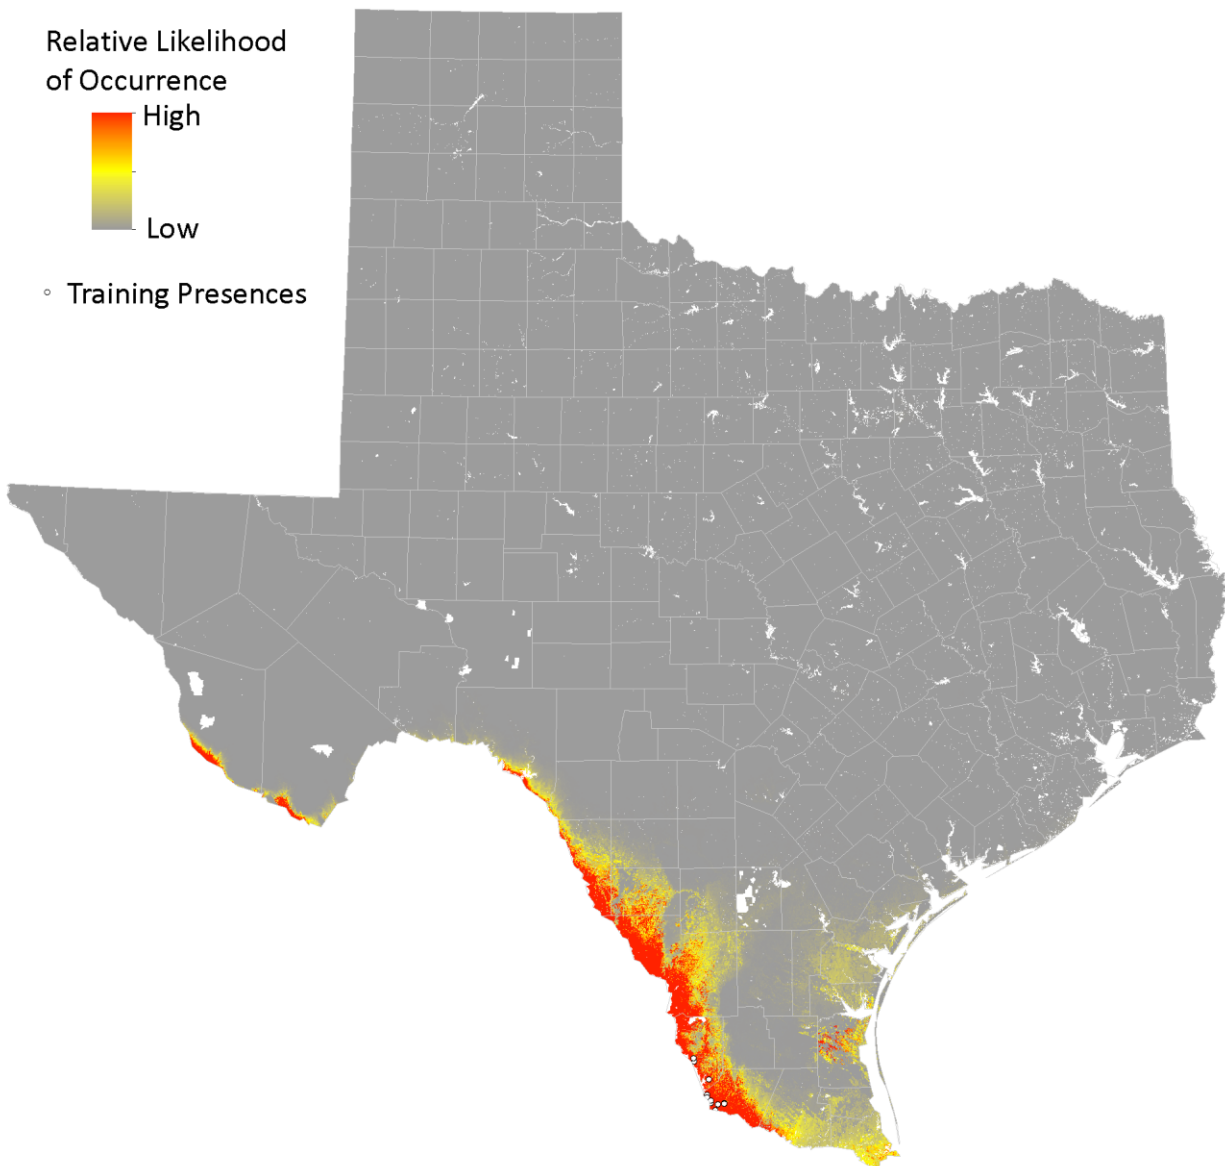 Relative Likelihood
of Occurrence
High
Low
Training Presences